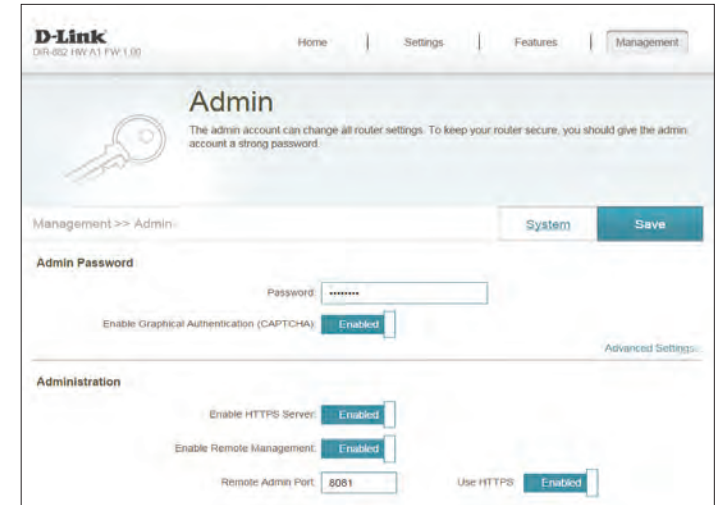 D-Link
DIR-882 HW:A1 FW:1.00
Home | Settings | Features | Management
Admin
The admin account can change all router settings. To keep your router secure, you should give the admin
account a strong password.
Management >> Admin
System
Save
Admin Password
Password: ••••••••
Enable Graphical Authentication (CAPTCHA): Enabled
Advanced Settings...
Administration
Enable HTTPS Server: Enabled
Enable Remote Management: Enabled
Remote Admin Port: 8081 Use HTTPS: Enabled